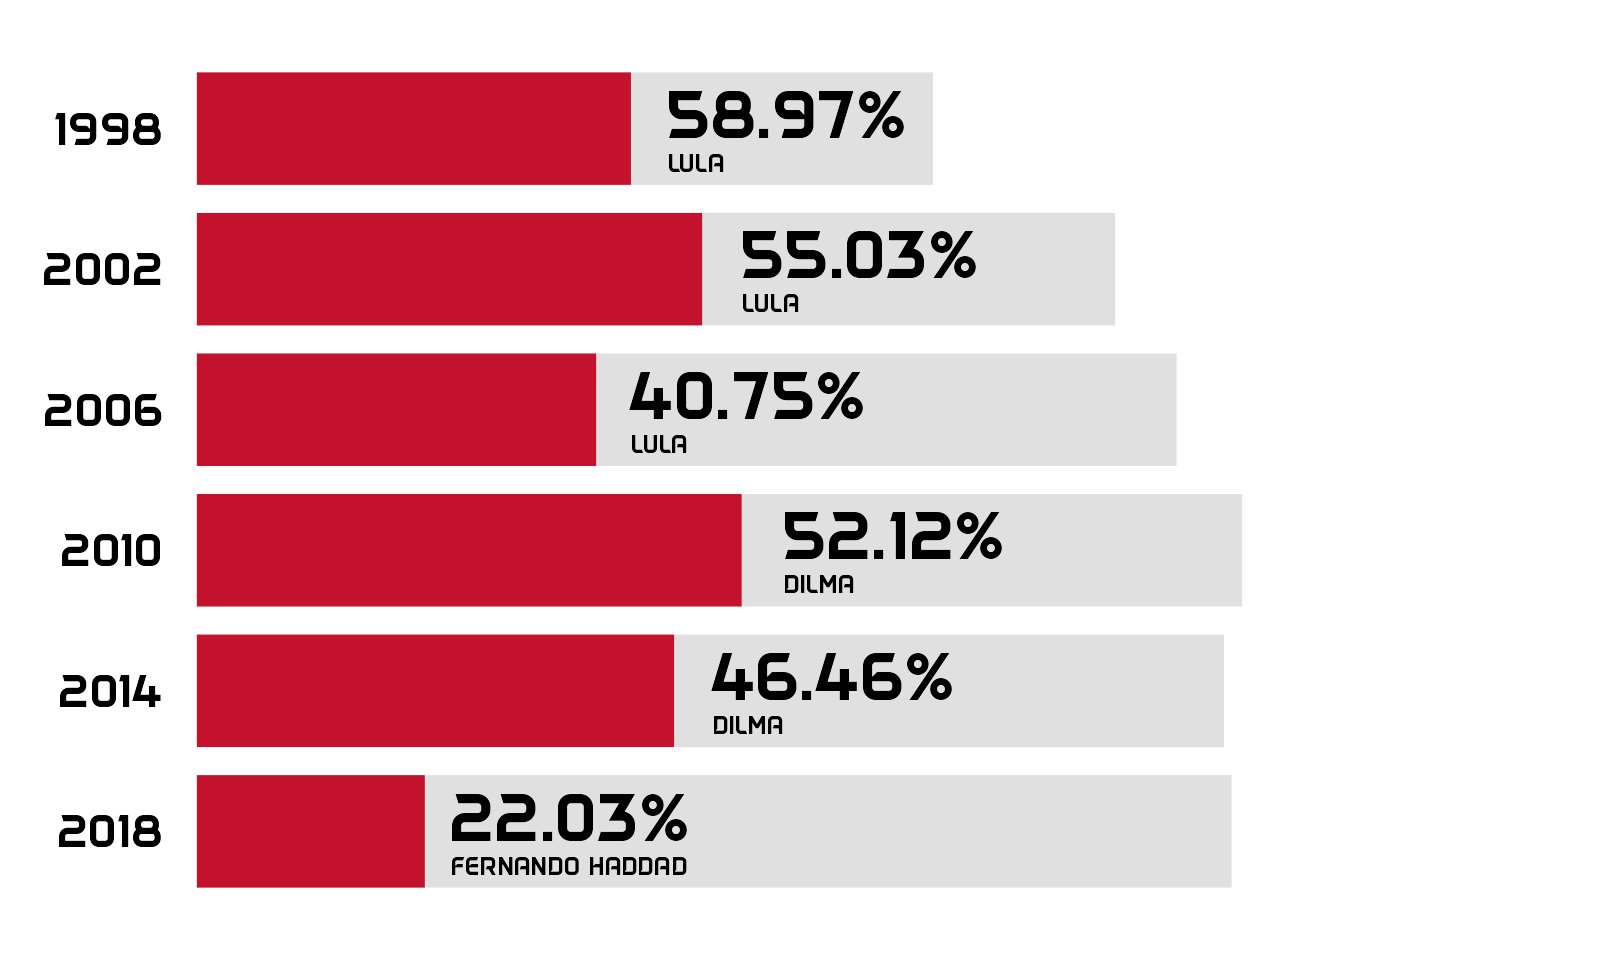 1998
58.97%
LULA
2002
55.03%
LULA
2006
40.75%
LULA
2010
52.12%
DILMA
2014
46.46%
DILMA
2018
22.03%
FERNANDO HADDAD